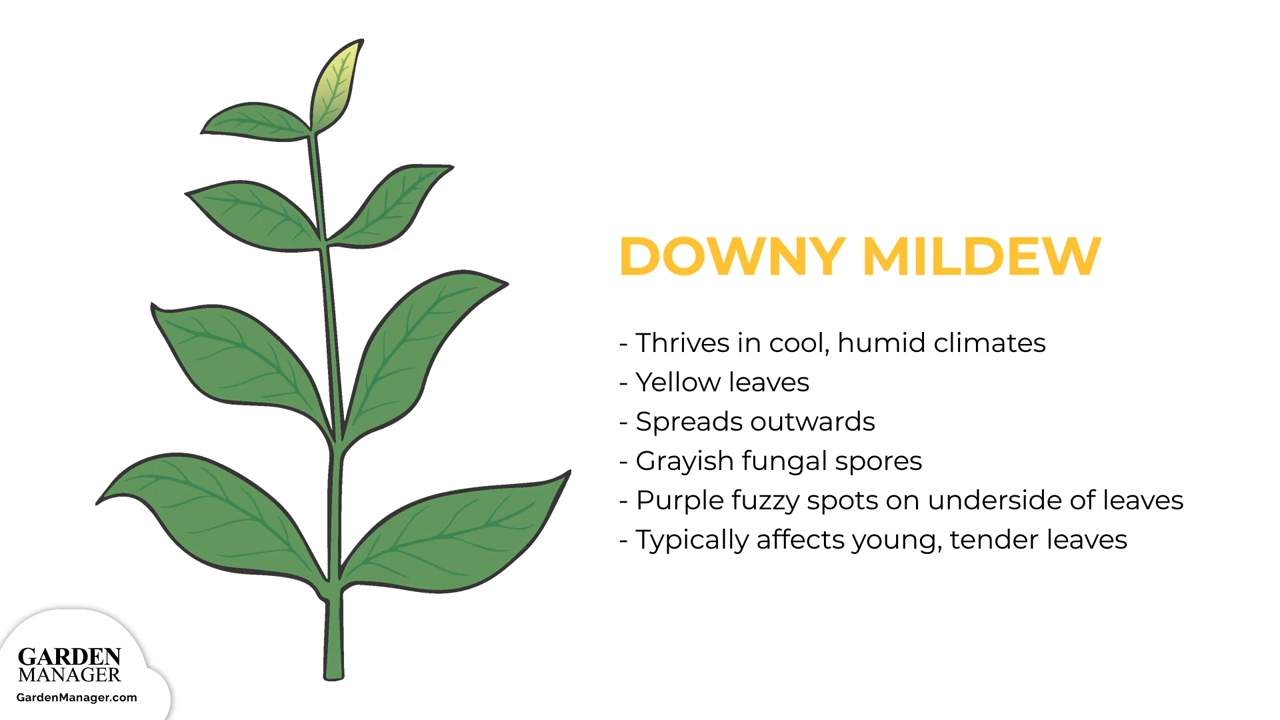 DOWNY MILDEW
- Thrives in cool, humid climates
- Yellow leaves
- Spreads outwards
- Grayish fungal spores
- Purple fuzzy spots on underside of leaves
- Typically affects young, tender leaves
GARDEN
MANAGER
GardenManager.com